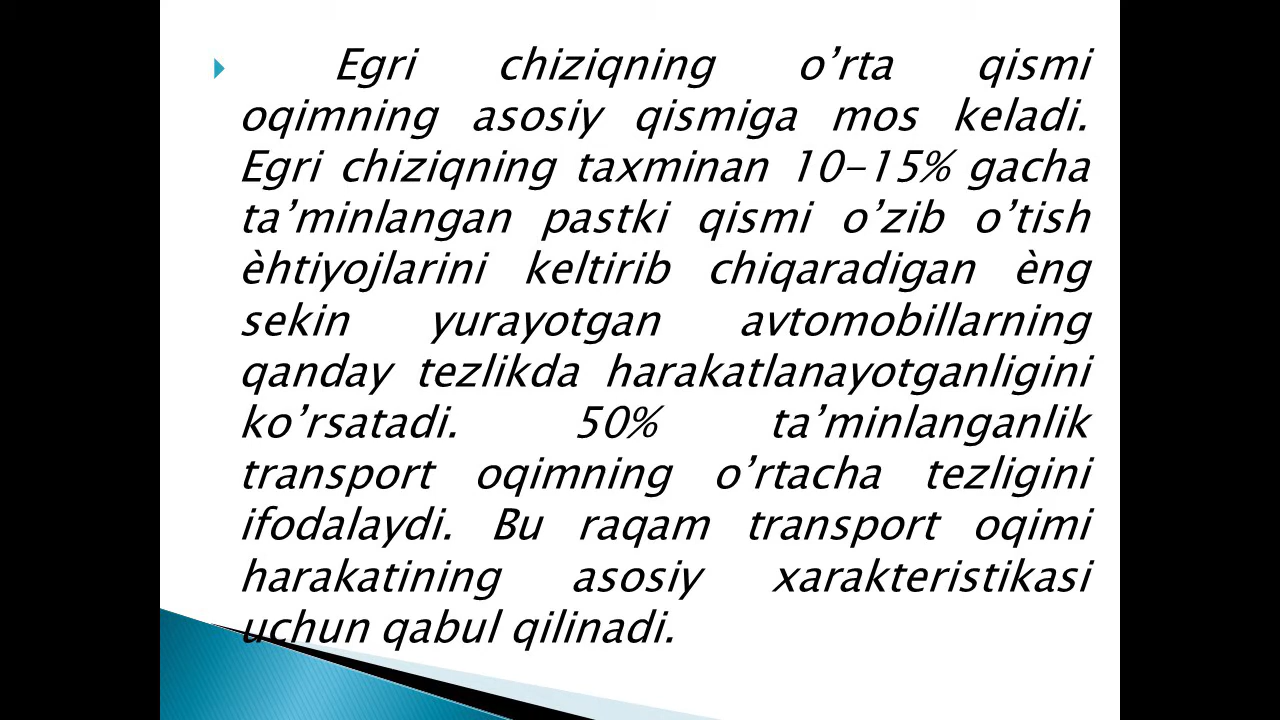 Egri chiziqning o’rta qismi
oqimning asosiy qismiga mos keladi.
Egri chiziqning taxminan 10-15% gacha
ta’minlangan pastki qismi o’zib o’tish
èhtiyojlarini keltirib chiqaradigan èng
sekin yurayotgan avtomobillarning
qanday tezlikda harakatlanayotganligini
ko’rsatadi. 50% ta’minlanganlik
transport oqimning o’rtacha tezligini
ifodalaydi. Bu raqam transport oqimi
harakatining asosiy xarakteristikasi
uchun qabul qilinadi.